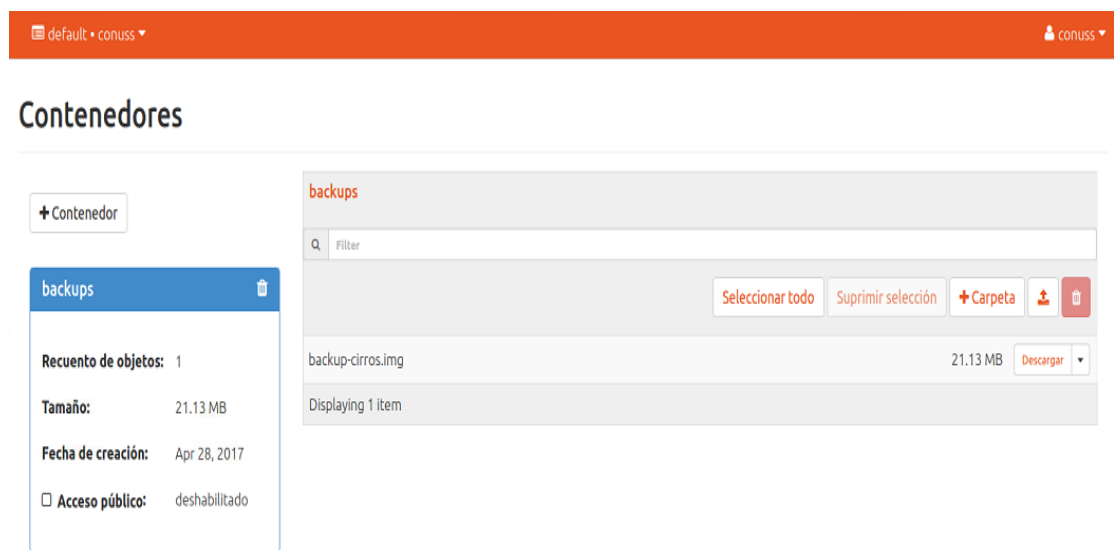 default • conuss
conuss
Contenedores
+Contenedor
backups
Recuento de objetos: 1
Tamaño: 21.13 MB
Fecha de creación: Apr 28, 2017
Acceso público: deshabilitado
backups
Filter
Seleccionar todo Suprimir selección +Carpeta
backup-cirros.img 21.13 MB Descargar
Displaying 1 item